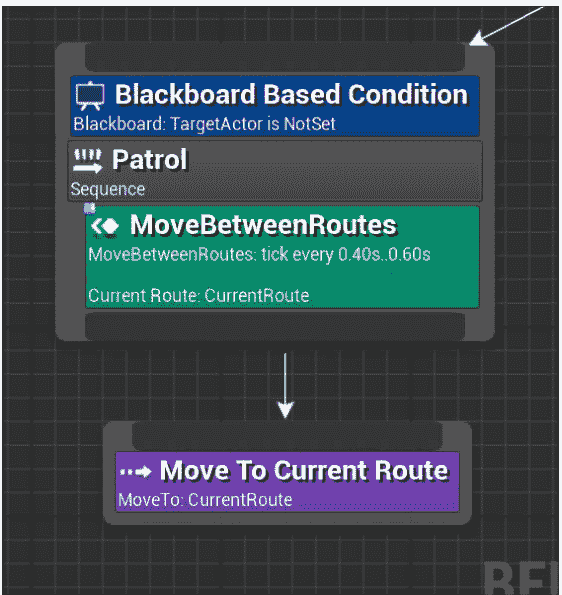 Blackboard Based Condition
Blackboard: TargetActor is NotSet
Patrol
Sequence
MoveBetweenRoutes
MoveBetweenRoutes: tick every 0.40s..0.60s
Current Route: CurrentRoute
Move To Current Route
MoveTo: CurrentRoute